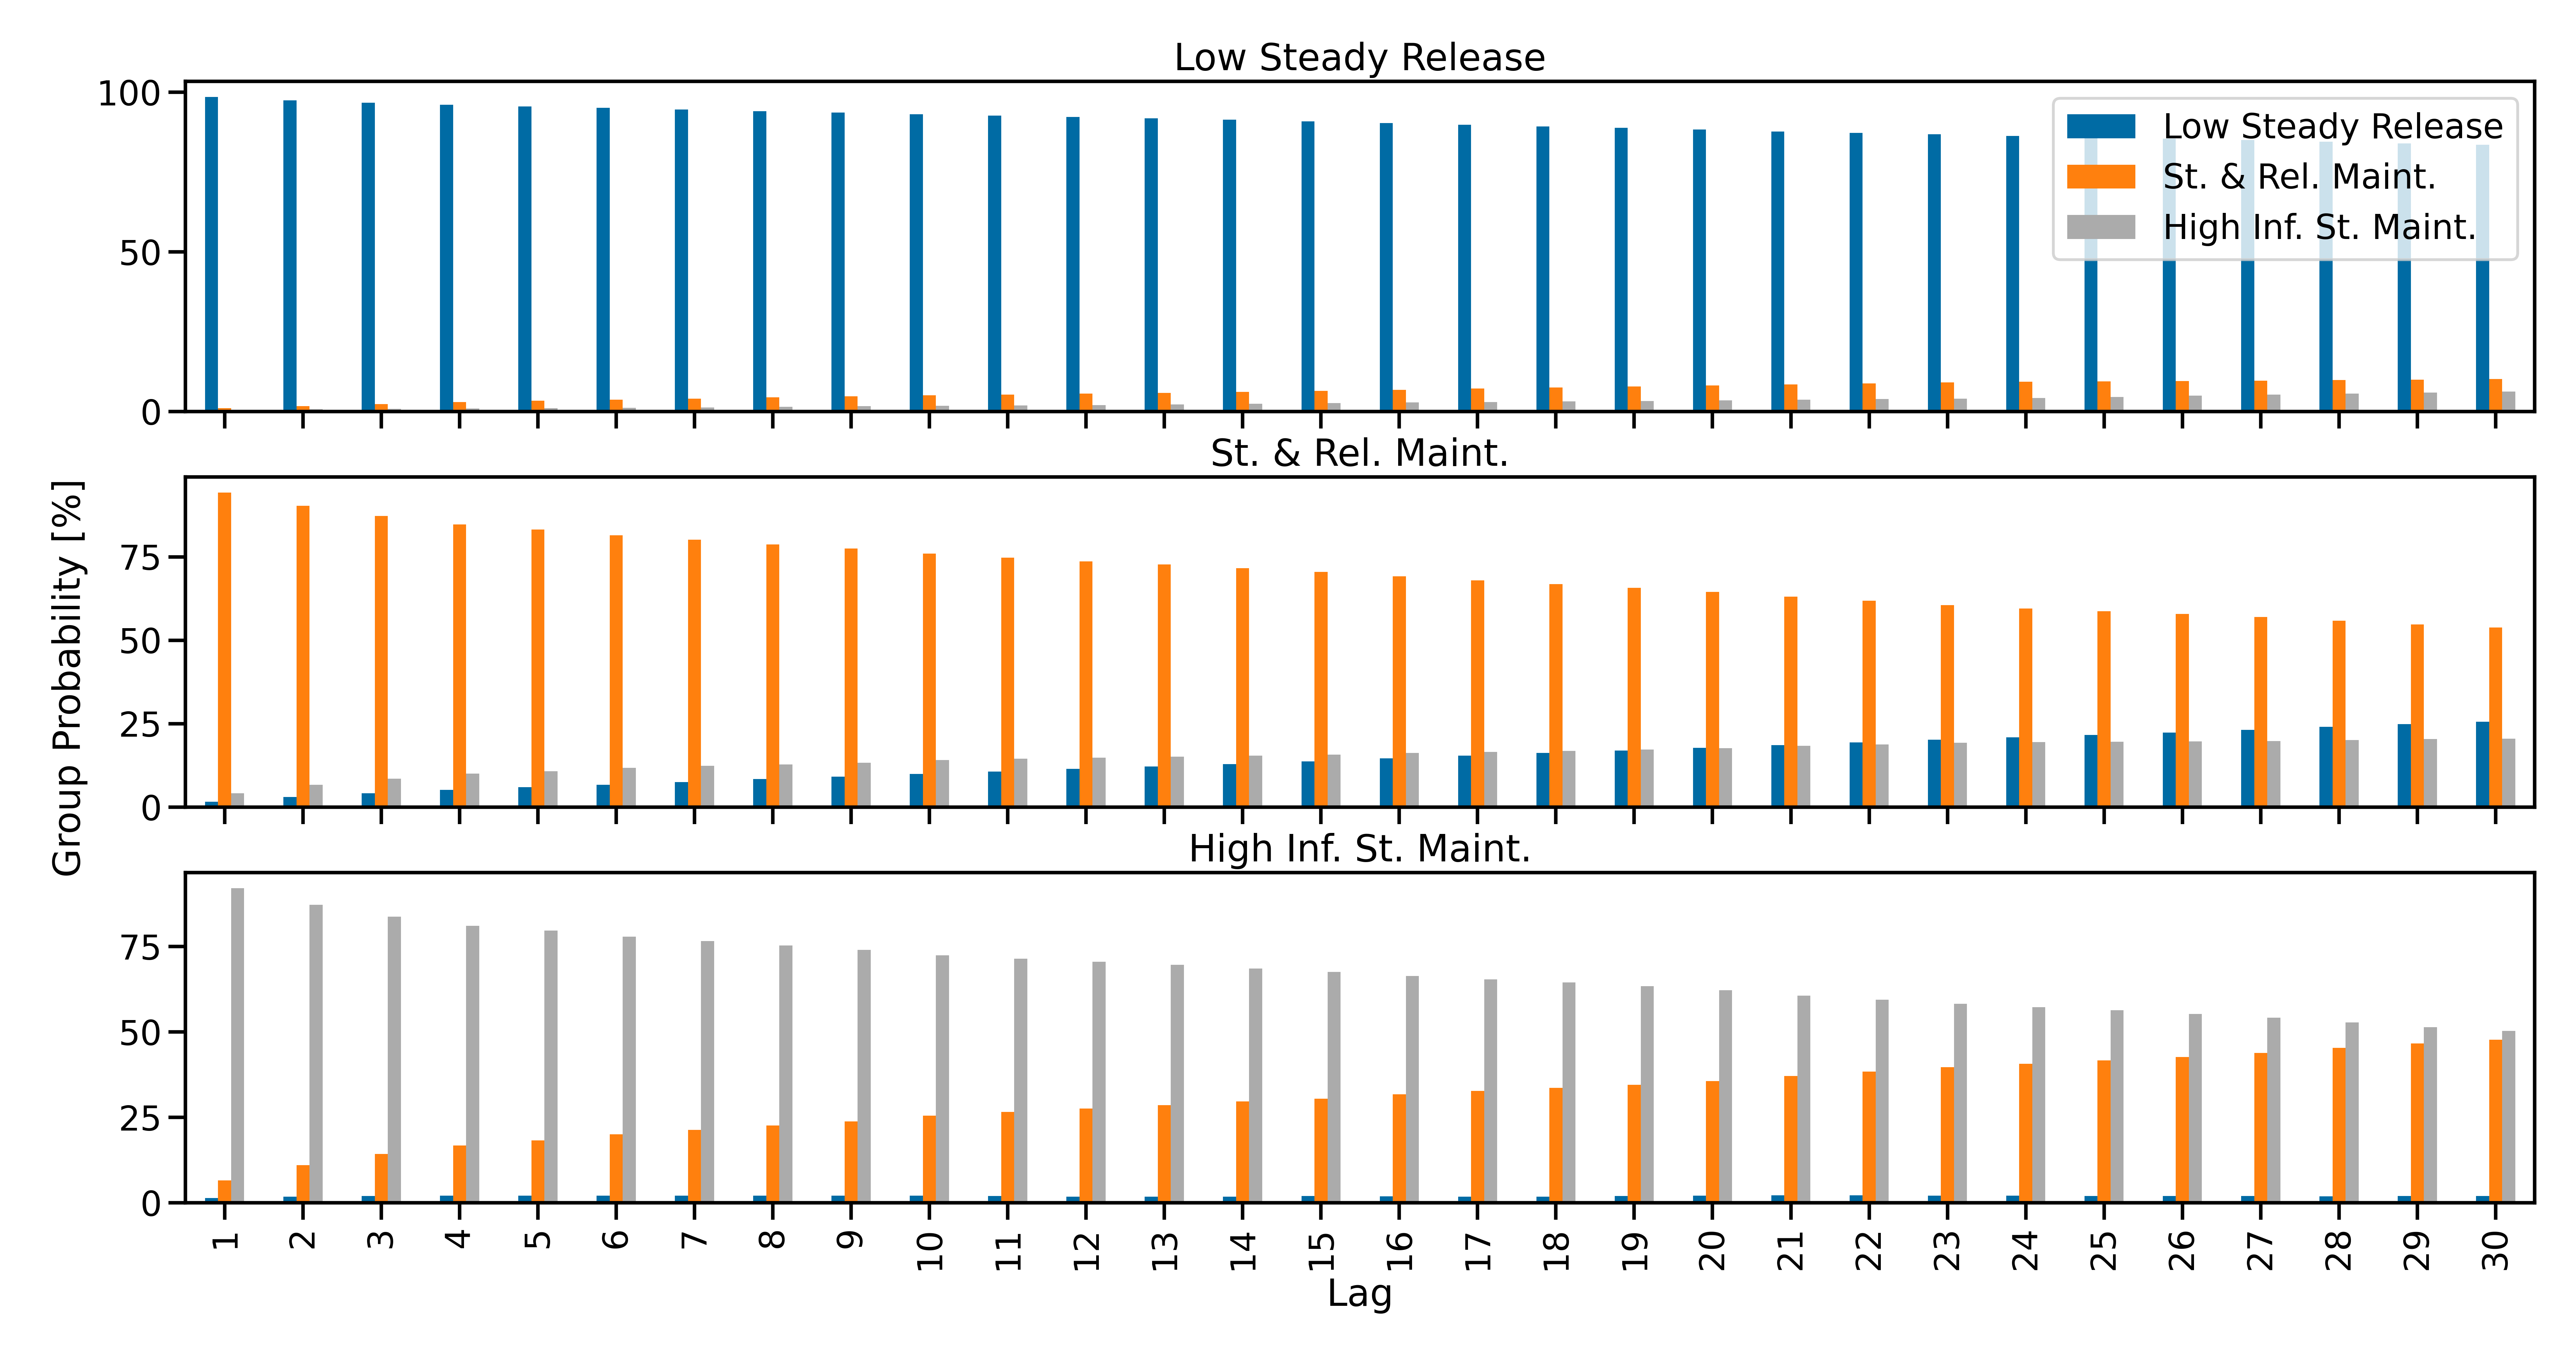 Low Steady Release
100
50
0
Low Steady Release
St. & Rel. Maint.
High Inf. St. Maint.
St. & Rel. Maint.
Group Probability [%]
75
50
25
0
High Inf. St. Maint.
75
50
25
0
1 2 3 4 5 6 7 8 9 10 11 12 13 14 15 16 17 18 19 20 21 22 23 24 25 26 27 28 29 30
Lag